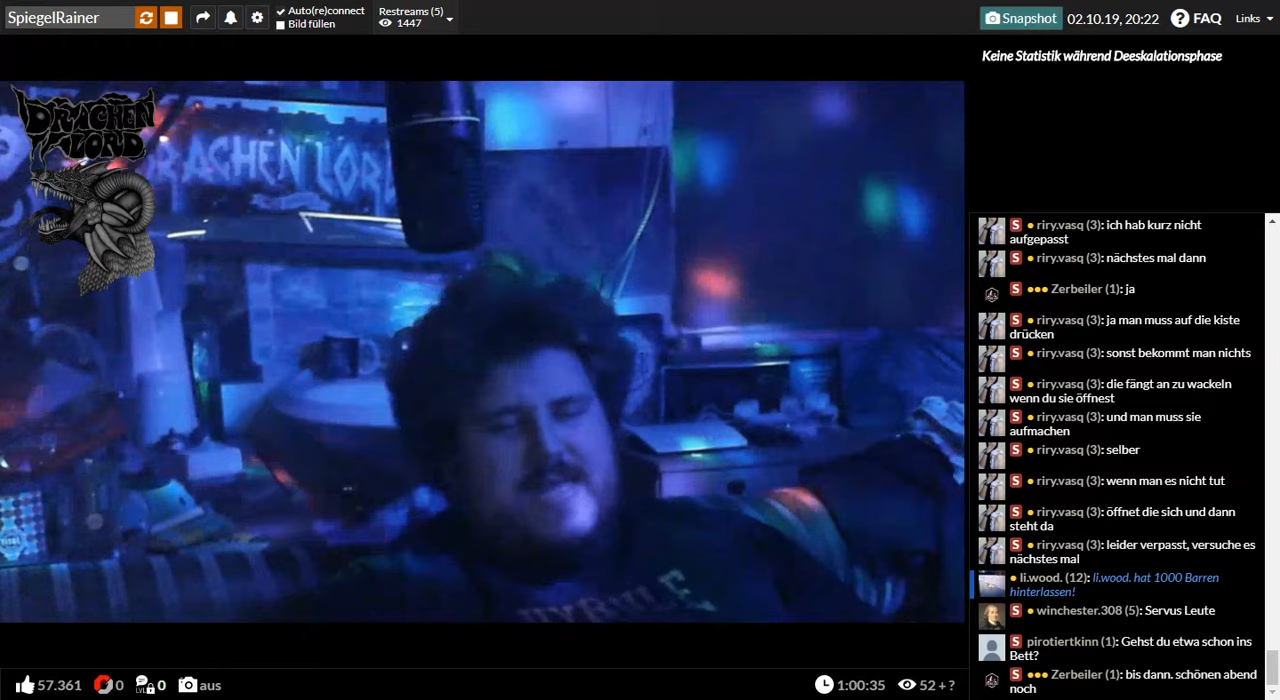 SpiegelRainer
Auto(re)connect
Bild füllen
Restreams (5)
1447
Snapshot
02.10.19, 20:22
FAQ
Links
Keine Statistik während Deeskalationsphase
DRACHEN
LORD
RACHEN LORD
S riry.vasq (3): ich hab kurz nicht
aufgepasst
S riry.vasq (3): nächstes mal dann
S Zerbeiler (1): ja
S riry.vasq (3): ja man muss auf die kiste
drücken
S riry.vasq (3): sonst bekommt man nichts
S riry.vasq (3): die fängt an zu wackeln
wenn du sie öffnest
S riry.vasq (3): und man muss sie
aufmachen
S riry.vasq (3): selber
S riry.vasq (3): wenn man es nicht tut
S riry.vasq (3): öffnet die sich und dann
steht da
S riry.vasq (3): leider verpasst, versuche es
nächstes mal
li.wood. (12): li.wood. hat 1000 Barren
hinterlassen!
S winchester.308 (5): Servus Leute
S pirotiertkinn (1): Gehst du etwa schon ins
Bett?
S Zerbeiler (1): bis dann. schönen abend
noch
57.361
0
LVL
0
aus
1:00:35
52 + ?